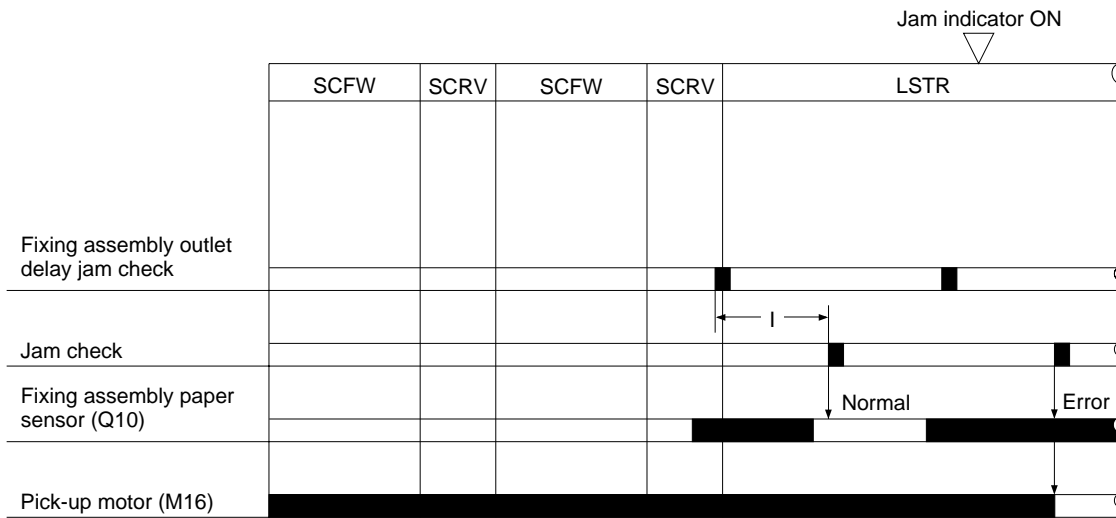 Jam indicator ON
SCFW SCRV SCFW SCRV LSTR
Fixing assembly outlet
delay jam check
I
Jam check
Fixing assembly paper
sensor (Q10)
Normal Error
Pick-up motor (M16)